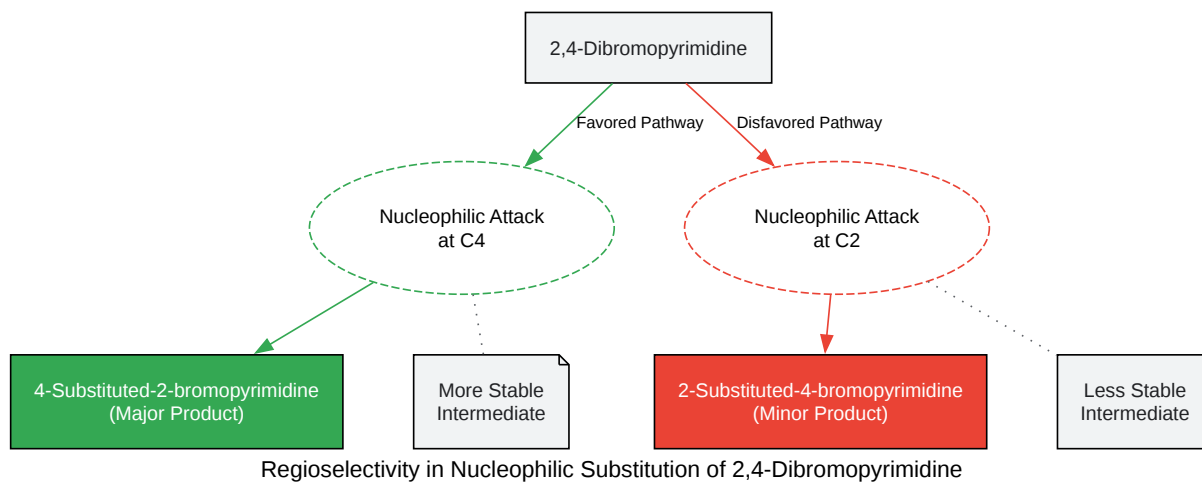 2,4-Dibromopyrimidine
Favored Pathway
Disfavored Pathway
Nucleophilic Attack
at C4
Nucleophilic Attack
at C2
4-Substituted-2-bromopyrimidine
(Major Product)
More Stable
Intermediate
2-Substituted-4-bromopyrimidine
(Minor Product)
Less Stable
Intermediate
Regioselectivity in Nucleophilic Substitution of 2,4-Dibromopyrimidine